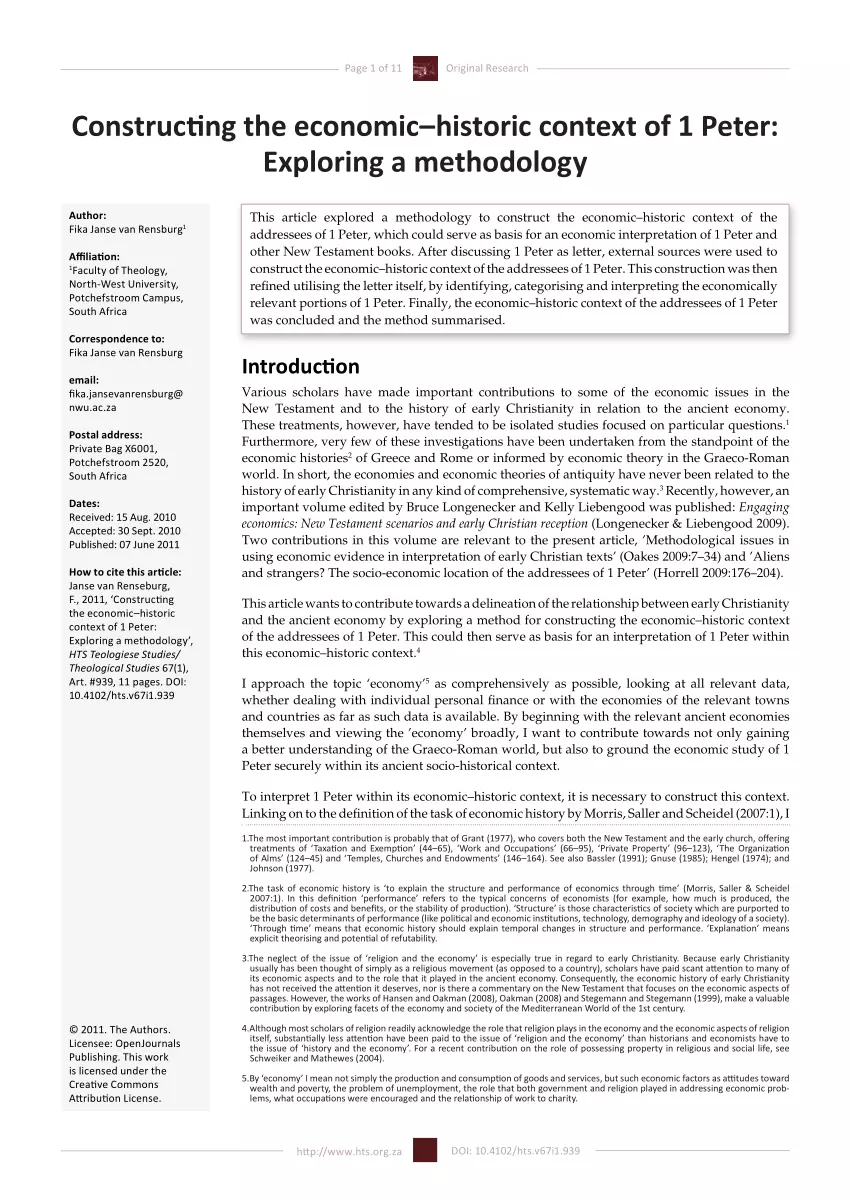 Page 1 of 11
Original Research
Constructing the economic–historic context of 1 Peter:
Exploring a methodology
Author:
Fika Janse van Rensburg1
Affiliation:
1Faculty of Theology,
North-West University,
Potchefstroom Campus,
South Africa
Correspondence to:
Fika Janse van Rensburg
email:
fika.jansevanrensburg@
nwu.ac.za
Postal address:
Private Bag X6001,
Potchefstroom 2520,
South Africa
Dates:
Received: 15 Aug. 2010
Accepted: 30 Sept. 2010
Published: 07 June 2011
How to cite this article:
Janse van Renseburg,
F., 2011, ‘Constructing
the economic–historic
context of 1 Peter:
Exploring a methodology’,
HTS Teologiese Studies/
Theological Studies 67(1),
Art. #939, 11 pages. DOI:
10.4102/hts.v67i1.939
© 2011. The Authors.
Licensee: OpenJournals
Publishing. This work
is licensed under the
Creative Commons
Attribution License.
This article explored a methodology to construct the economic–historic context of the
addressees of 1 Peter, which could serve as basis for an economic interpretation of 1 Peter and
other New Testament books. After discussing 1 Peter as letter, external sources were used to
construct the economic–historic context of the addressees of 1 Peter. This construction was then
refined utilising the letter itself, by identifying, categorising and interpreting the economically
relevant portions of 1 Peter. Finally, the economic–historic context of the addressees of 1 Peter
was concluded and the method summarised.
Introduction
Various scholars have made important contributions to some of the economic issues in the
New Testament and to the history of early Christianity in relation to the ancient economy.
These treatments, however, have tended to be isolated studies focused on particular questions.1
Furthermore, very few of these investigations have been undertaken from the standpoint of the
economic histories2 of Greece and Rome or informed by economic theory in the Graeco-Roman
world. In short, the economies and economic theories of antiquity have never been related to the
history of early Christianity in any kind of comprehensive, systematic way.3 Recently, however, an
important volume edited by Bruce Longenecker and Kelly Liebengood was published: Engaging
economics: New Testament scenarios and early Christian reception (Longenecker & Liebengood 2009).
Two contributions in this volume are relevant to the present article, ‘Methodological issues in
using economic evidence in interpretation of early Christian texts’ (Oakes 2009:7–34) and ’Aliens
and strangers? The socio-economic location of the addressees of 1 Peter’ (Horrell 2009:176–204).
This article wants to contribute towards a delineation of the relationship between early Christianity
and the ancient economy by exploring a method for constructing the economic–historic context
of the addressees of 1 Peter. This could then serve as basis for an interpretation of 1 Peter within
this economic–historic context.4
I approach the topic ‘economy’5 as comprehensively as possible, looking at all relevant data,
whether dealing with individual personal finance or with the economies of the relevant towns
and countries as far as such data is available. By beginning with the relevant ancient economies
themselves and viewing the ’economy’ broadly, I want to contribute towards not only gaining
a better understanding of the Graeco-Roman world, but also to ground the economic study of 1
Peter securely within its ancient socio-historical context.
To interpret 1 Peter within its economic–historic context, it is necessary to construct this context.
Linking on to the definition of the task of economic history by Morris, Saller and Scheidel (2007:1), I
1.The most important contribution is probably that of Grant (1977), who covers both the New Testament and the early church, offering
treatments of ‘Taxation and Exemption’ (44–65), ‘Work and Occupations’ (66–95), ‘Private Property’ (96–123), ‘The Organization
of Alms’ (124–45) and ‘Temples, Churches and Endowments’ (146–164). See also Bassler (1991); Gnuse (1985); Hengel (1974); and
Johnson (1977).
2.The task of economic history is ‘to explain the structure and performance of economics through time’ (Morris, Saller & Scheidel
2007:1). In this definition ‘performance’ refers to the typical concerns of economists (for example, how much is produced, the
distribution of costs and benefits, or the stability of production). ‘Structure’ is those characteristics of society which are purported to
be the basic determinants of performance (like political and economic institutions, technology, demography and ideology of a society).
‘Through time’ means that economic history should explain temporal changes in structure and performance. ‘Explanation’ means
explicit theorising and potential of refutability.
3.The neglect of the issue of ‘religion and the economy’ is especially true in regard to early Christianity. Because early Christianity
usually has been thought of simply as a religious movement (as opposed to a country), scholars have paid scant attention to many of
its economic aspects and to the role that it played in the ancient economy. Consequently, the economic history of early Christianity
has not received the attention it deserves, nor is there a commentary on the New Testament that focuses on the economic aspects of
passages. However, the works of Hansen and Oakman (2008), Oakman (2008) and Stegemann and Stegemann (1999), make a valuable
contribution by exploring facets of the economy and society of the Mediterranean World of the 1st century.
4.Although most scholars of religion readily acknowledge the role that religion plays in the economy and the economic aspects of religion
itself, substantially less attention have been paid to the issue of ‘religion and the economy’ than historians and economists have to
the issue of ‘history and the economy’. For a recent contribution on the role of possessing property in religious and social life, see
Schweiker and Mathewes (2004).
5.By ‘economy’ I mean not simply the production and consumption of goods and services, but such economic factors as attitudes toward
wealth and poverty, the problem of unemployment, the role that both government and religion played in addressing economic prob-
lems, what occupations were encouraged and the relationship of work to charity.
http://www.hts.org.za
DOI: 10.4102/hts.v67i1.939